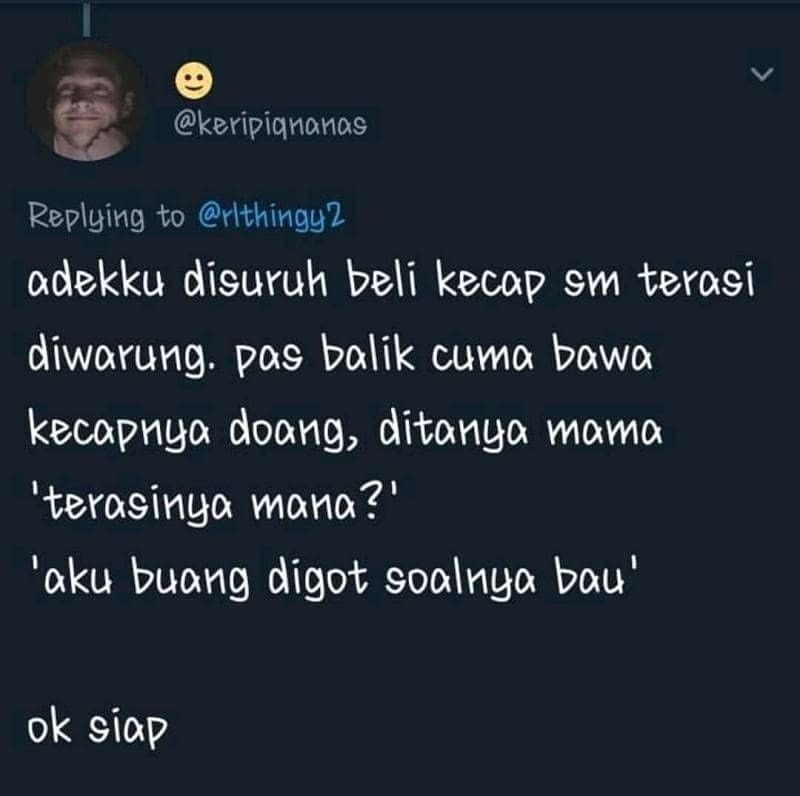 @keripiqnanas
Replying to @rlthingy2
adekku disuruh beli kecap sm terasi
diwarung. pas balik cuma bawa
kecapnya doang, ditanya mama
'terasinya mana?'
'aku buang digot soalnya bau'
ok siap